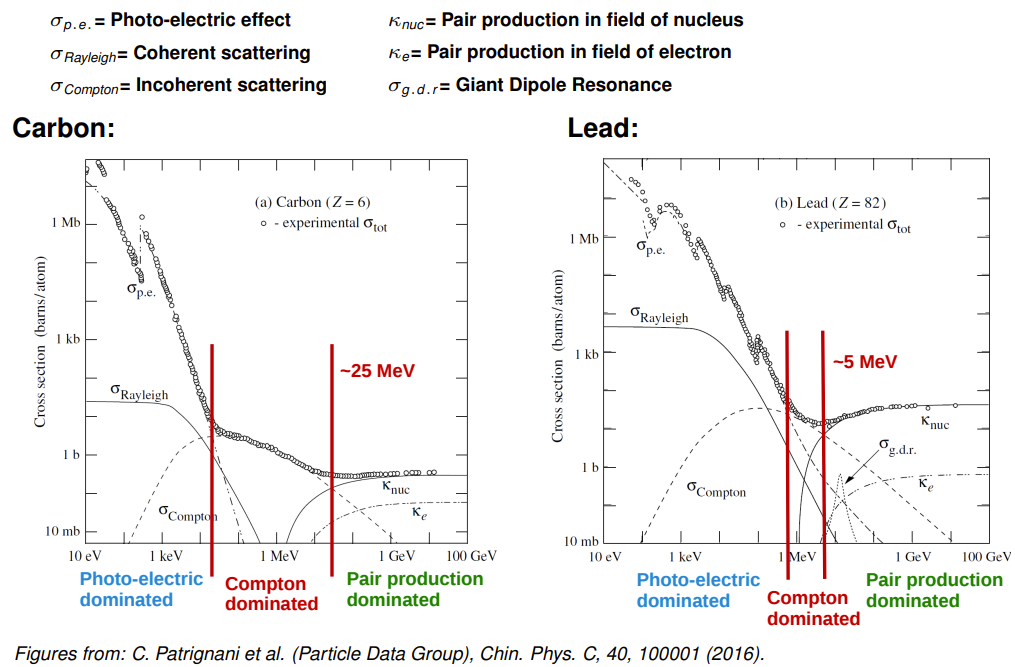 σp.e. = Photo-electric effect
κnuc = Pair production in field of nucleus
σRayleigh = Coherent scattering
κe = Pair production in field of electron
σCompton = Incoherent scattering
σg.d.r = Giant Dipole Resonance
Carbon:
(a) Carbon (Z = 6)
- experimental σtot
Cross section (barns/atom)
1 Mb
1 kb
1 b
10 mb
σp.e.
σRayleigh
σCompton
~25 MeV
κnuc
κe
10 eV 1 keV 1 MeV 1 GeV 100 GeV
Photo-electric
dominated
Compton
dominated
Pair production
dominated
Lead:
(b) Lead (Z = 82)
- experimental σtot
Cross section (barns/atom)
1 Mb
1 kb
1 b
10 mb
σp.e.
σRayleigh
σCompton
~5 MeV
κnuc
σg.d.r.
κe
10 eV 1 keV 1 MeV 1 GeV 100 GeV
Photo-electric
dominated
Compton
dominated
Pair production
dominated
Figures from: C. Patrignani et al. (Particle Data Group), Chin. Phys. C, 40, 100001 (2016).